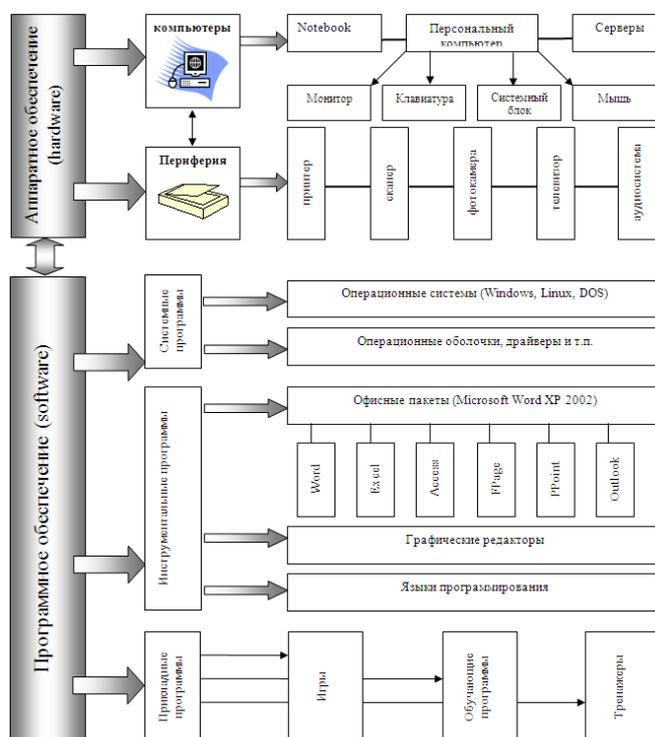 Аппаратное обеспечение
(hardware)
компьютеры
Notebook
Персональный
компьютер
Серверы
Монитор
Клавиатура
Системный
блок
Мышь
Периферия
принтер
сканер
фотокамера
телевизор
аудиосистема
Программное обеспечение (software)
Системные
программы
Операционные системы (Windows, Linux, DOS)
Операционные оболочки, драйверы и т.п.
Инструментальные программы
Офисные пакеты (Microsoft Word XP 2002)
Word
Excel
Access
FPage
PPoint
Outlook
Графические редакторы
Языки программирования
Прикладные
программы
Игры
Обучающие
программы
Тренажеры